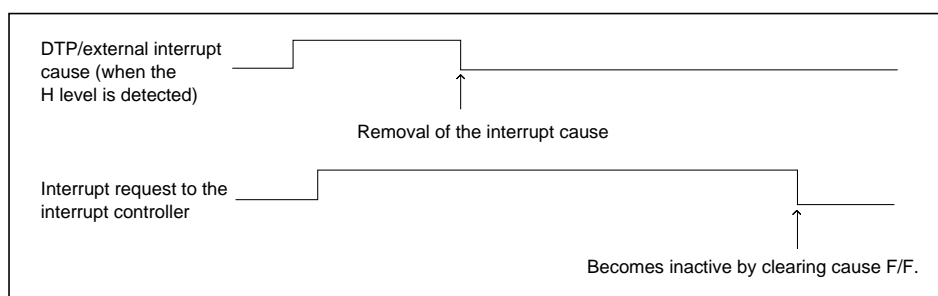 DTP/external interrupt
cause (when the
H level is detected)
Removal of the interrupt cause
Interrupt request to the
interrupt controller
Becomes inactive by clearing cause F/F.